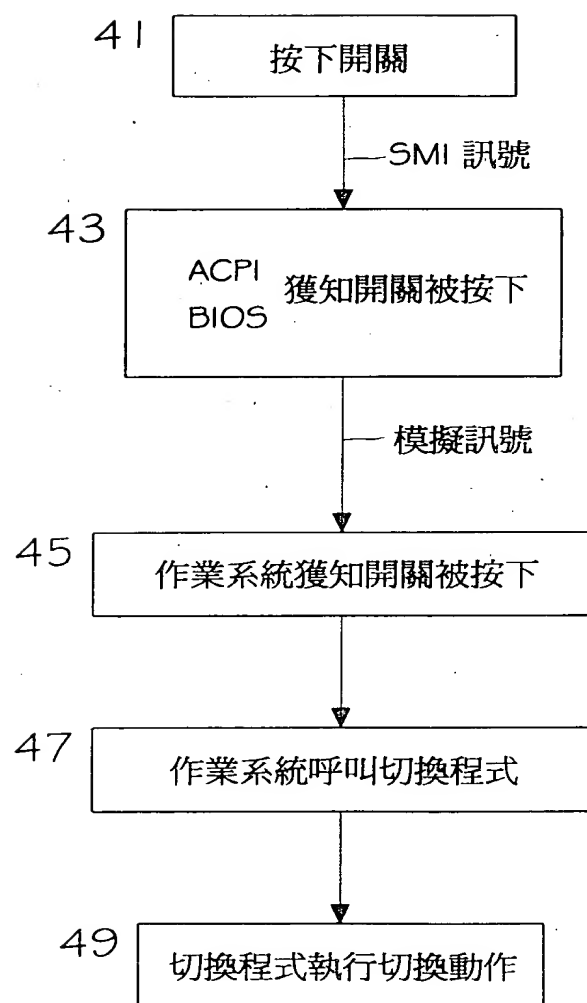 41
按下開關
SMI 訊號
43
ACPI
BIOS
獲知開關被按下
模擬訊號
45
作業系統獲知開關被按下
47
作業系統呼叫切換程式
49
切換程式執行切換動作